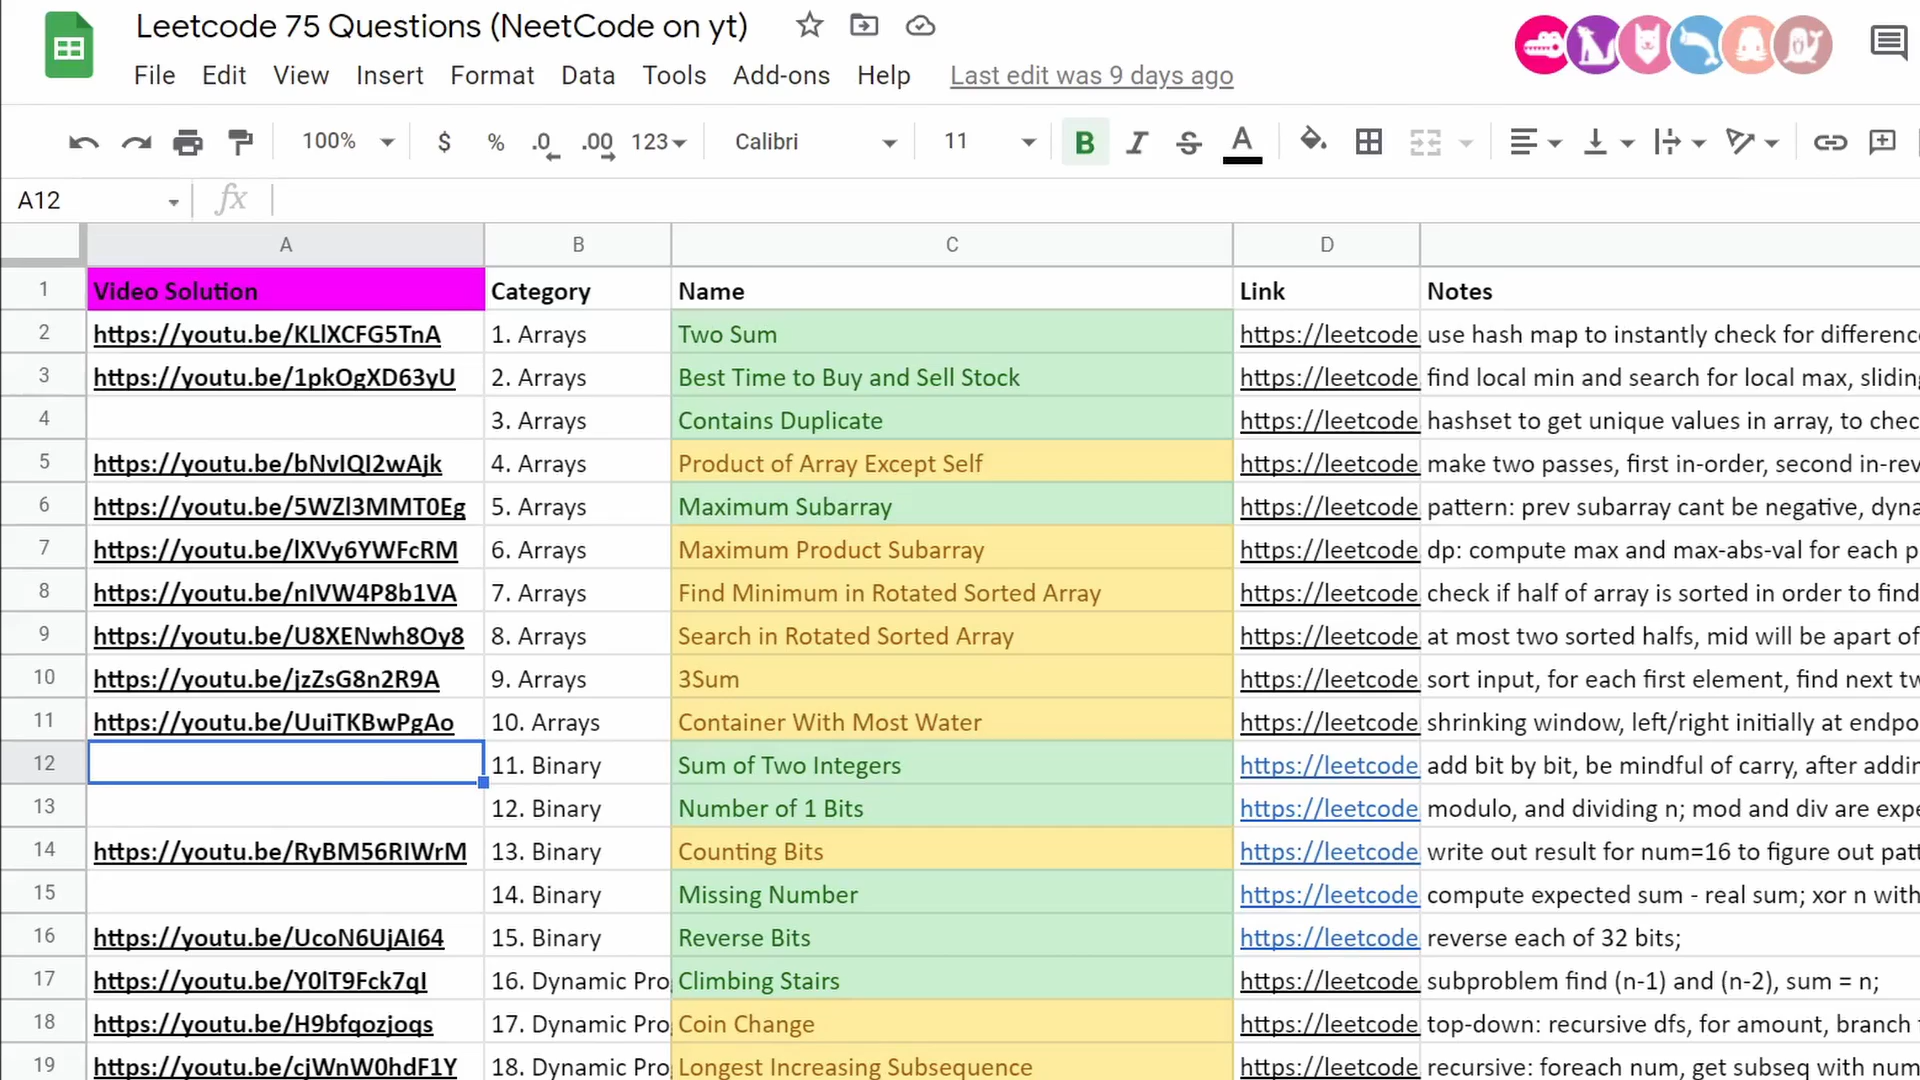 Leetcode 75 Questions (NeetCode on yt)
File Edit View Insert Format Data Tools Add-ons Help Last edit was 9 days ago
100% $ % .0 .00 123 Calibri 11 B I S A
A12 fx
A B C D
1 Video Solution Category Name Link Notes
2 https://youtu.be/KLlXCFG5TnA 1. Arrays Two Sum https://leetcode. use hash map to instantly check for difference
3 https://youtu.be/1pkOgXD63yU 2. Arrays Best Time to Buy and Sell Stock https://leetcode. find local min and search for local max, sliding
4 3. Arrays Contains Duplicate https://leetcode. hashset to get unique values in array, to chec
5 https://youtu.be/bNvIQI2wAjk 4. Arrays Product of Array Except Self https://leetcode. make two passes, first in-order, second in-rev
6 https://youtu.be/5WZl3MMT0Eg 5. Arrays Maximum Subarray https://leetcode. pattern: prev subarray cant be negative, dyna
7 https://youtu.be/lXVy6YWFcRM 6. Arrays Maximum Product Subarray https://leetcode. dp: compute max and max-abs-val for each p
8 https://youtu.be/nIVW4P8b1VA 7. Arrays Find Minimum in Rotated Sorted Array https://leetcode. check if half of array is sorted in order to find
9 https://youtu.be/U8XENwh8Oy8 8. Arrays Search in Rotated Sorted Array https://leetcode. at most two sorted halfs, mid will be apart of
10 https://youtu.be/jzZsG8n2R9A 9. Arrays 3Sum https://leetcode. sort input, for each first element, find next tw
11 https://youtu.be/UuiTKBwPgAo 10. Arrays Container With Most Water https://leetcode. shrinking window, left/right initially at endpo
12 11. Binary Sum of Two Integers https://leetcode. add bit by bit, be mindful of carry, after addin
13 12. Binary Number of 1 Bits https://leetcode. modulo, and dividing n; mod and div are expe
14 https://youtu.be/RyBM56RIWrM 13. Binary Counting Bits https://leetcode. write out result for num=16 to figure out patt
15 14. Binary Missing Number https://leetcode. compute expected sum - real sum; xor n with
16 https://youtu.be/UcoN6UjAI64 15. Binary Reverse Bits https://leetcode. reverse each of 32 bits;
17 https://youtu.be/Y0lT9Fck7qI 16. Dynamic Pro Climbing Stairs https://leetcode. subproblem find (n-1) and (n-2), sum = n;
18 https://youtu.be/H9bfqozjoqs 17. Dynamic Pro Coin Change https://leetcode. top-down: recursive dfs, for amount, branch
19 https://youtu.be/cjWnW0hdF1Y 18. Dynamic Pro Longest Increasing Subsequence https://leetcode. recursive: foreach num, get subseq with num